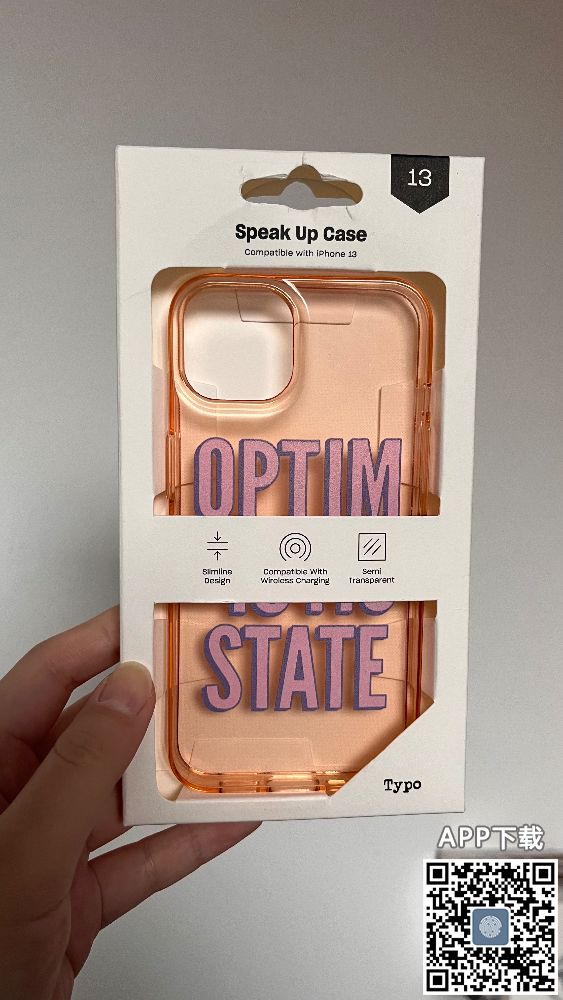 13
Speak Up Case
Compatible with iPhone 13
OPTIM
Slimline
Design
Compatible With
Wireless Charging
Semi
Transparent
STATE
Typo
APP下载